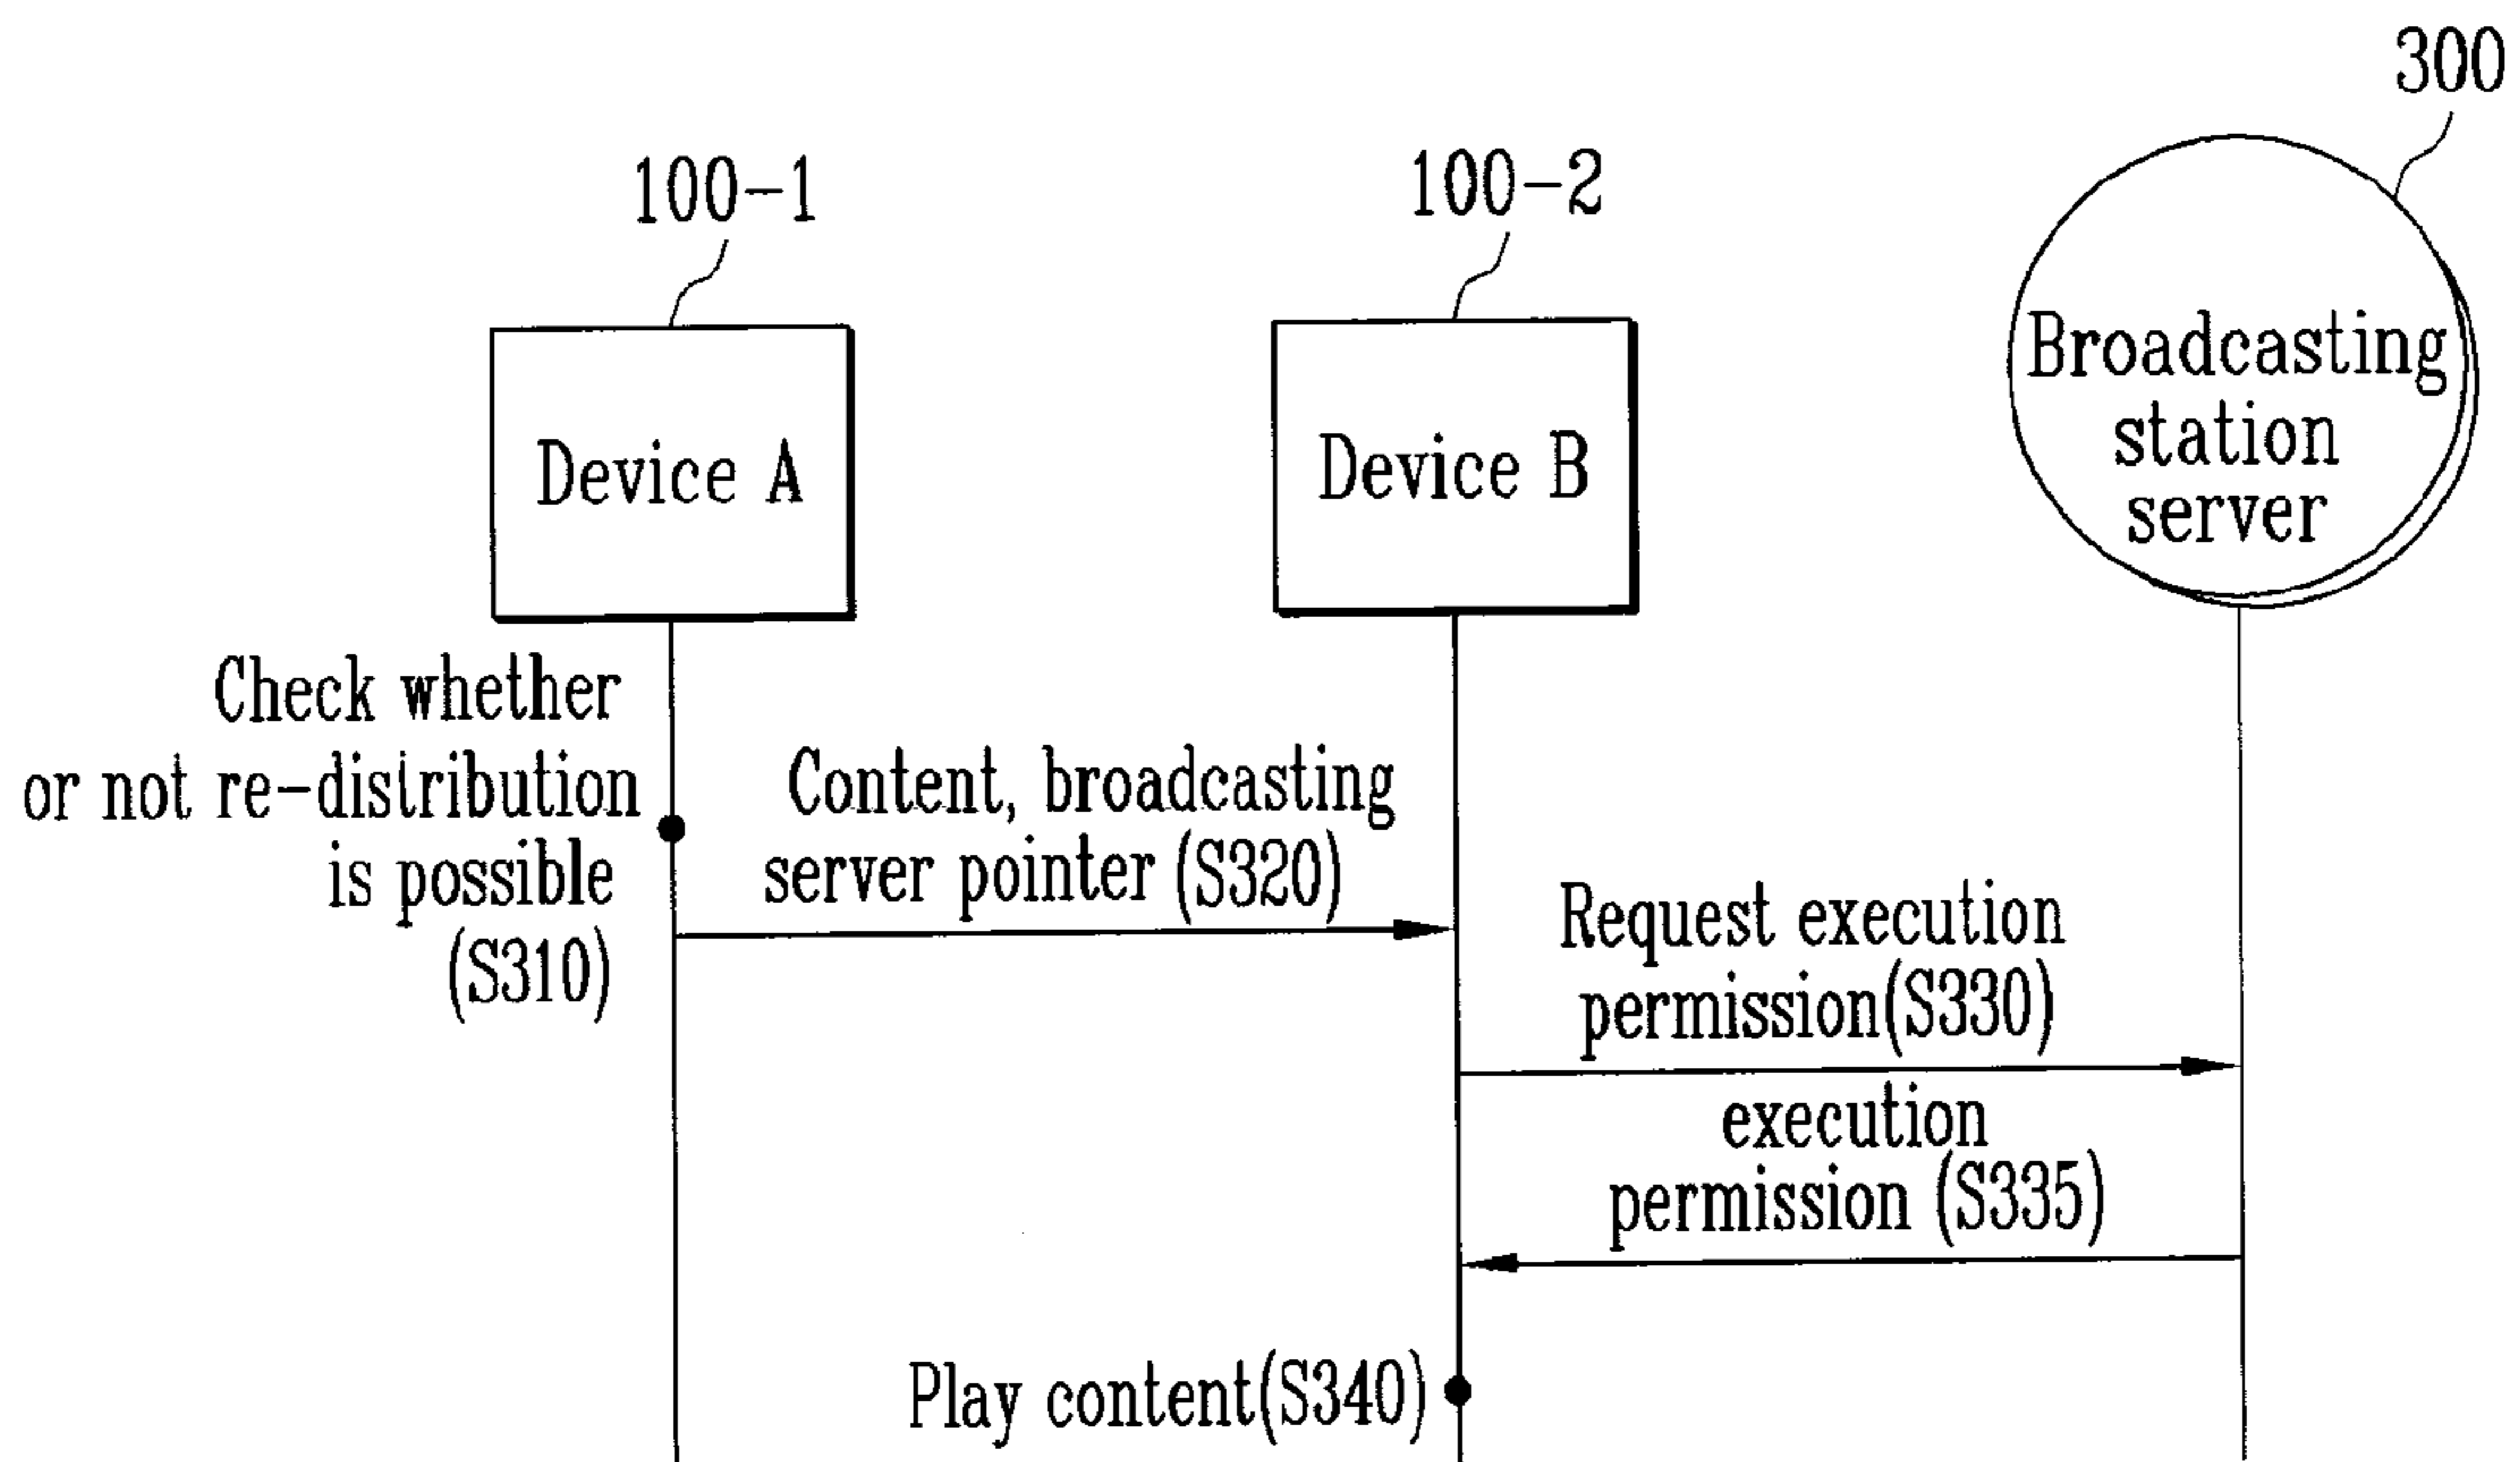 300
100-1
100-2
Device A
Device B
Broadcasting
station
server
Check whether
or not re-distribution
is possible
(S310)
Content, broadcasting
server pointer (S320)
Request execution
permission(S330)
execution
permission (S335)
Play content(S340)